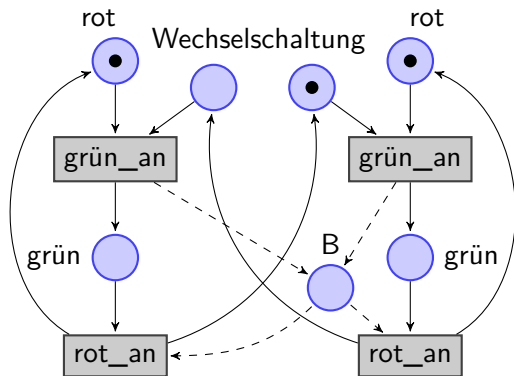 rot
rot
Wechselschaltung
grün_an
grün_an
B
grün
grün
rot_an
rot_an